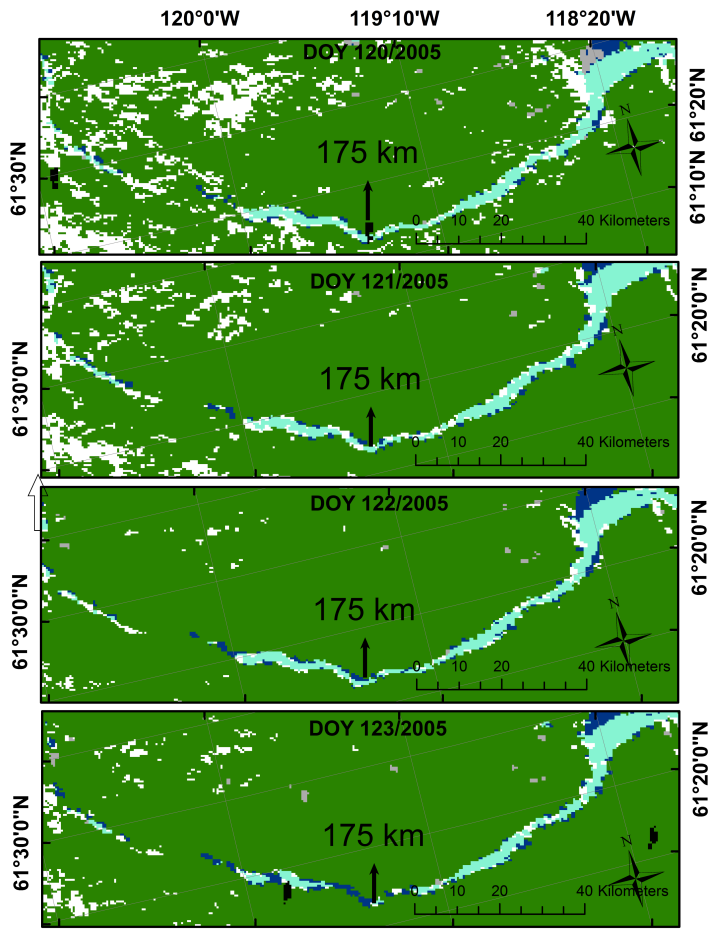 120°0'W 119°10'W 118°20'W
DOY 120/2005
61°20'N
N
175 km
61°30'N
61°10'N
0 10 20 40 Kilometers
DOY 121/2005
61°20'0"N
N
175 km
61°30'0"N
0 10 20 40 Kilometers
DOY 122/2005
61°20'0"N
N
175 km
61°30'0"N
0 10 20 40 Kilometers
DOY 123/2005
61°20'0"N
175 km
N
61°30'0"N
0 10 20 40 Kilometers